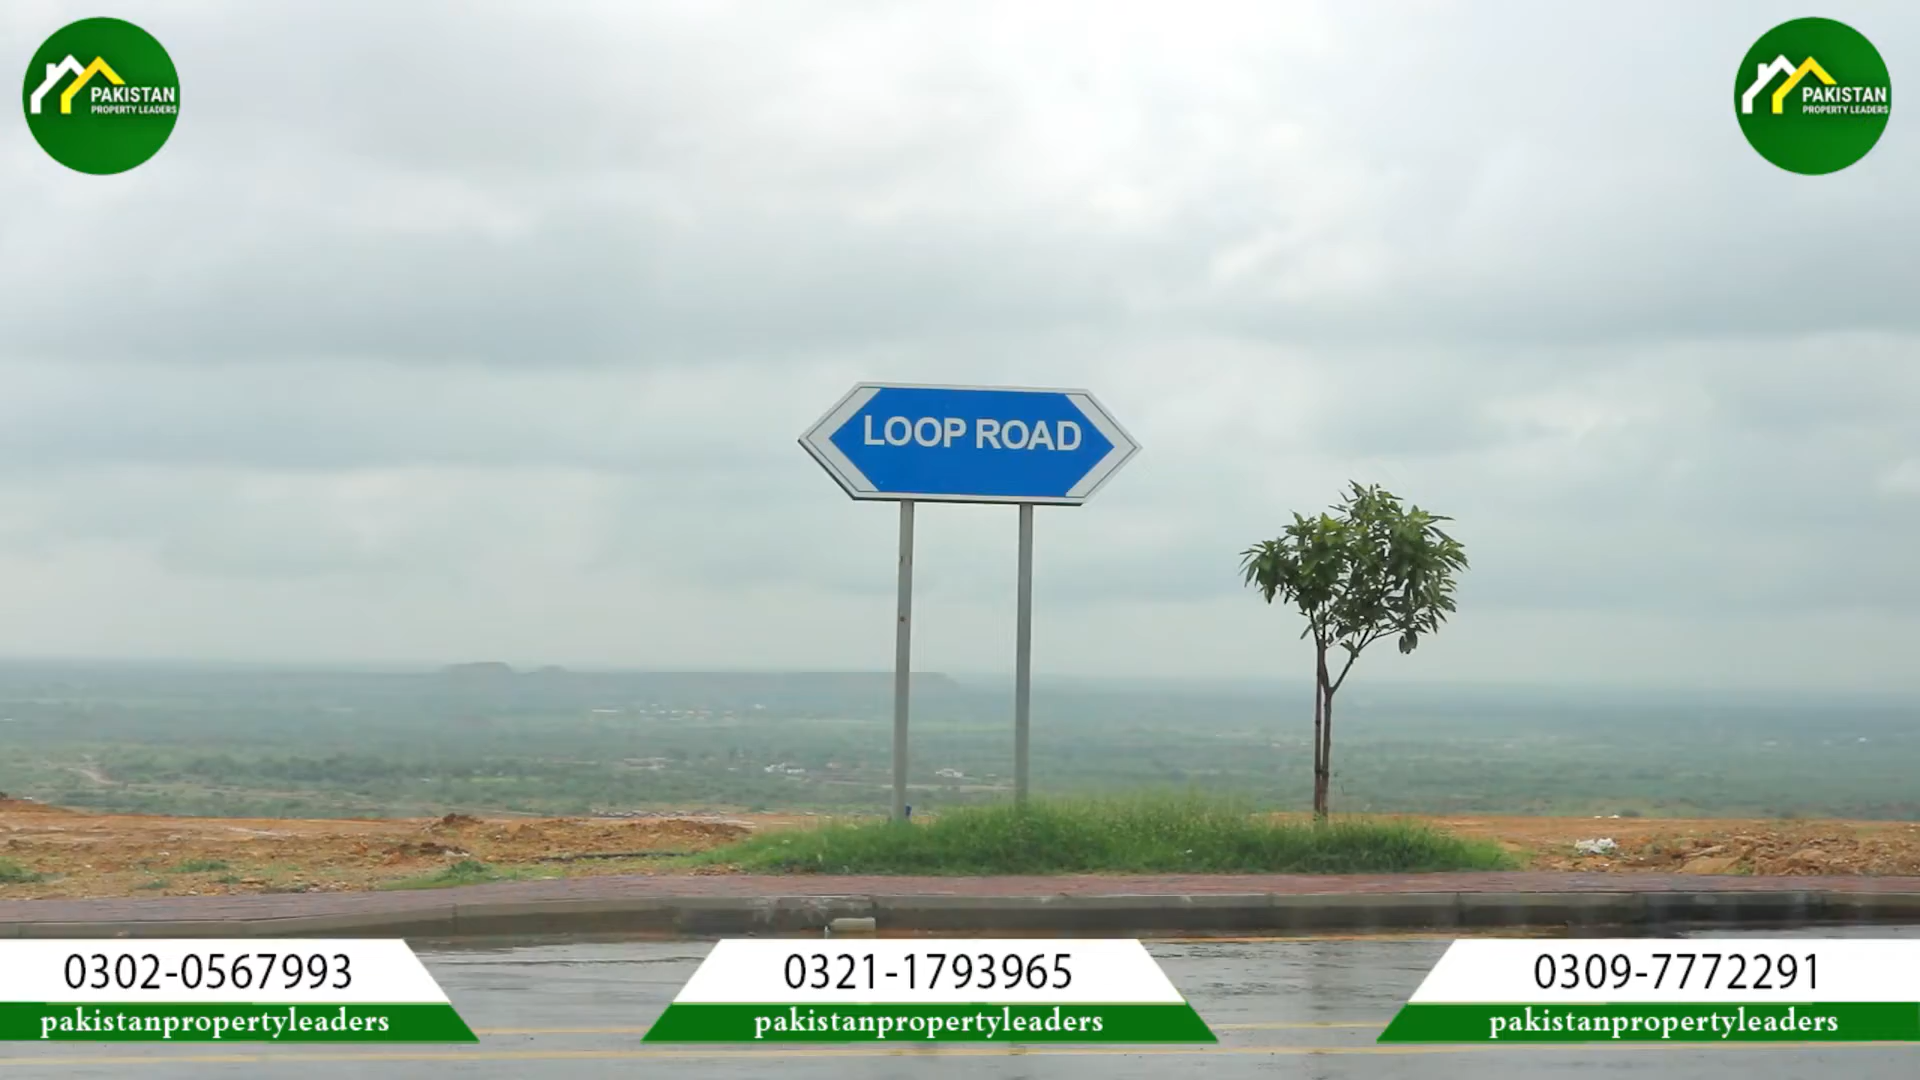 PAKISTAN
PROPERTY LEADERS
PAKISTAN
PROPERTY LEADERS
LOOP ROAD
0302-0567993
pakistanpropertyleaders
0321-1793965
pakistanpropertyleaders
0309-7772291
pakistanpropertyleaders